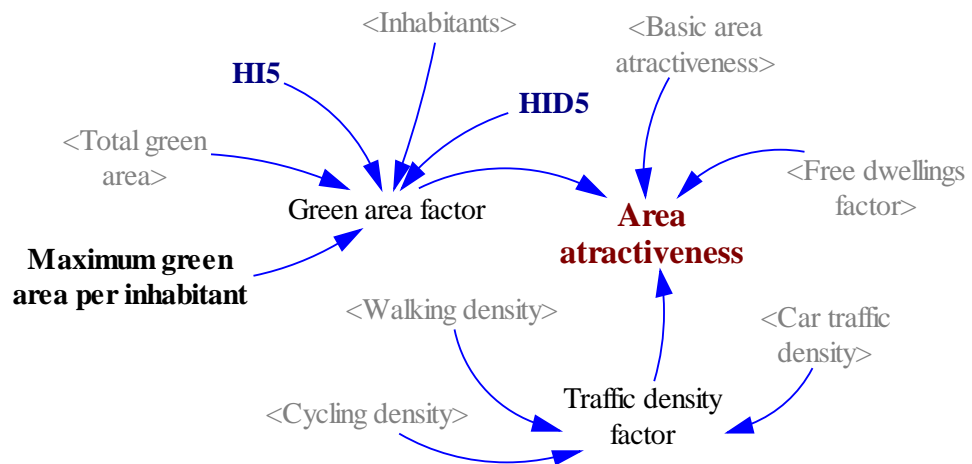 <Inhabitants>
<Basic area
atractiveness>
HI5
HID5
<Total green
area>
<Free dwellings
factor>
Green area factor
Area
atractiveness
Maximum green
area per inhabitant
<Walking density>
<Car traffic
density>
Traffic density
factor
<Cycling density>